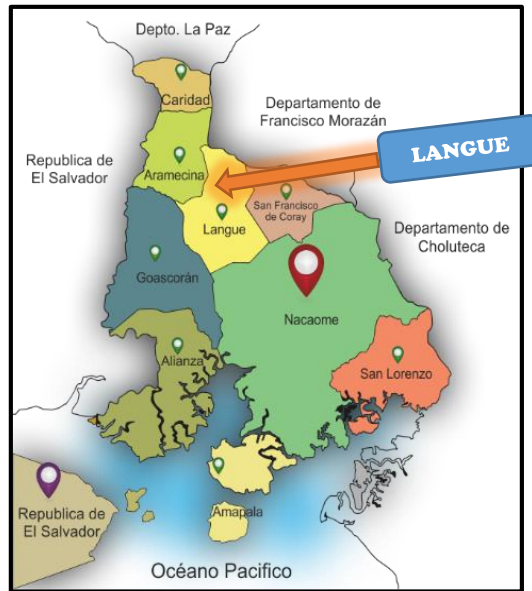 Depto. La Paz
Caridad
Departamento de
Francisco Morazán
LANGUE
Republica de
El Salvador
Aramecina
San Francisco
de Coray
Langue
Departamento de
Choluteca
Goascorán
Nacaome
Alianza
San Lorenzo
Republica de
El Salvador
Amapala
Océano Pacifico